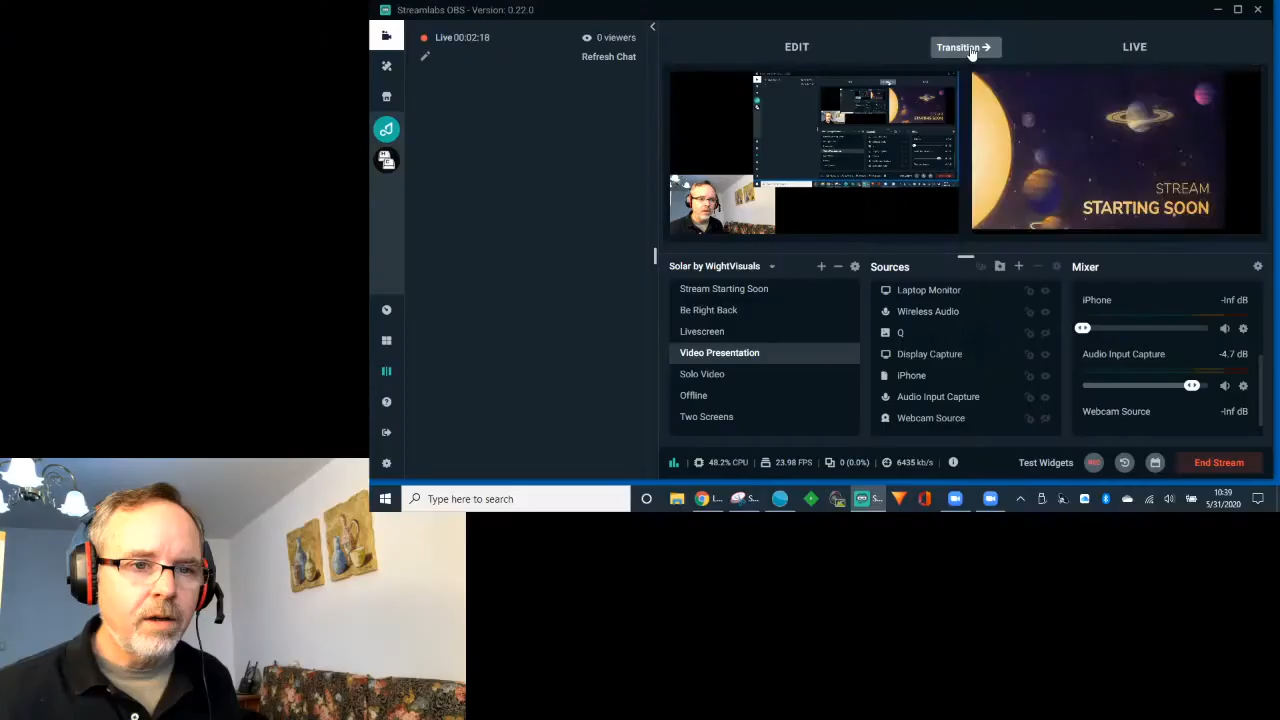 Streamlabs OBS - Version: 0.22.0
Live 00:02:18
0 viewers
Refresh Chat
EDIT
Transition
LIVE
STREAM
STARTING SOON
Solar by WightVisuals
Stream Starting Soon
Be Right Back
Livescreen
Video Presentation
Solo Video
Offline
Two Screens
Sources
Laptop Monitor
Wireless Audio
Q
Display Capture
iPhone
Audio Input Capture
Webcam Source
Mixer
iPhone
-Inf dB
Audio Input Capture
-4.7 dB
Webcam Source
-Inf dB
48.2% CPU
23.98 FPS
0 (0.0%)
6435 kb/s
Test Widgets
REC
End Stream
Type here to search
10:39
5/31/2020